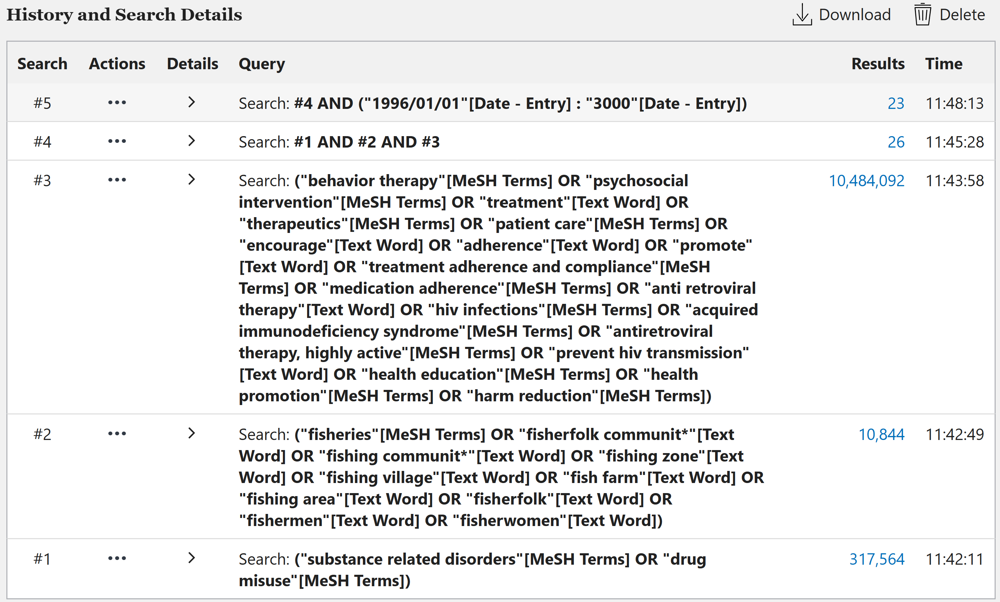 History and Search Details
Download
Delete
Search Actions Details Query Results Time
#5 ••• > Search: #4 AND ("1996/01/01"[Date - Entry] : "3000"[Date - Entry]) 23 11:48:13
#4 ••• > Search: #1 AND #2 AND #3 26 11:45:28
#3 ••• > Search: ("behavior therapy"[MeSH Terms] OR "psychosocial 10,484,092 11:43:58
intervention"[MeSH Terms] OR "treatment"[Text Word] OR
"therapeutics"[MeSH Terms] OR "patient care"[MeSH Terms] OR
"encourage"[Text Word] OR "adherence"[Text Word] OR "promote"
[Text Word] OR "treatment adherence and compliance"[MeSH
Terms] OR "medication adherence"[MeSH Terms] OR "anti retroviral
therapy"[Text Word] OR "hiv infections"[MeSH Terms] OR "acquired
immunodeficiency syndrome"[MeSH Terms] OR "antiretroviral
therapy, highly active"[MeSH Terms] OR "prevent hiv transmission"
[Text Word] OR "health education"[MeSH Terms] OR "health
promotion"[MeSH Terms] OR "harm reduction"[MeSH Terms])
#2 ••• > Search: ("fisheries"[MeSH Terms] OR "fisherfolk communit*"[Text 10,844 11:42:49
Word] OR "fishing communit*"[Text Word] OR "fishing zone"[Text
Word] OR "fishing village"[Text Word] OR "fish farm"[Text Word] OR
"fishing area"[Text Word] OR "fisherfolk"[Text Word] OR
"fishermen"[Text Word] OR "fisherwomen"[Text Word])
#1 ••• > Search: ("substance related disorders"[MeSH Terms] OR "drug 317,564 11:42:11
misuse"[MeSH Terms])